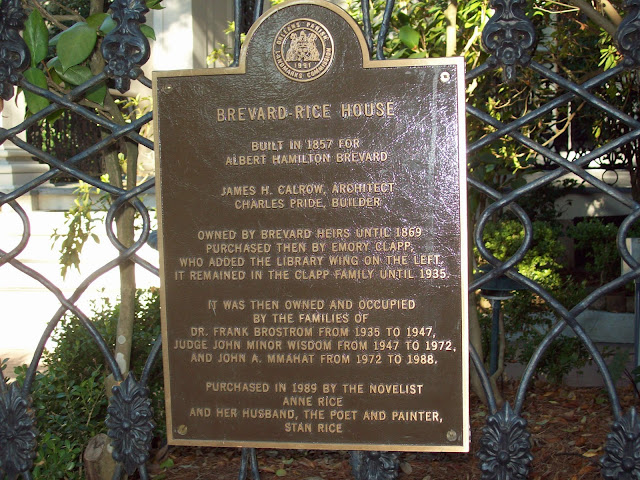 ORLEANS PARISH
LANDMARKS COMMISSION
BREVARD-RICE HOUSE
BUILT IN 1857 FOR
ALBERT HAMILTON BREVARD
JAMES H. CALROW, ARCHITECT
CHARLES PRIDE, BUILDER
OWNED BY BREVARD HEIRS UNTIL 1869
PURCHASED THEN BY EMORY CLAPP,
WHO ADDED THE LIBRARY WING ON THE LEFT.
IT REMAINED IN THE CLAPP FAMILY UNTIL 1935.
IT WAS THEN OWNED AND OCCUPIED
BY THE FAMILIES OF
DR. FRANK BROSTROM FROM 1935 TO 1947,
JUDGE JOHN MINOR WISDOM FROM 1947 TO 1972,
AND JOHN A. MMAHAT FROM 1972 TO 1988.
PURCHASED IN 1989 BY THE NOVELIST
ANNE RICE
AND HER HUSBAND, THE POET AND PAINTER,
STAN RICE